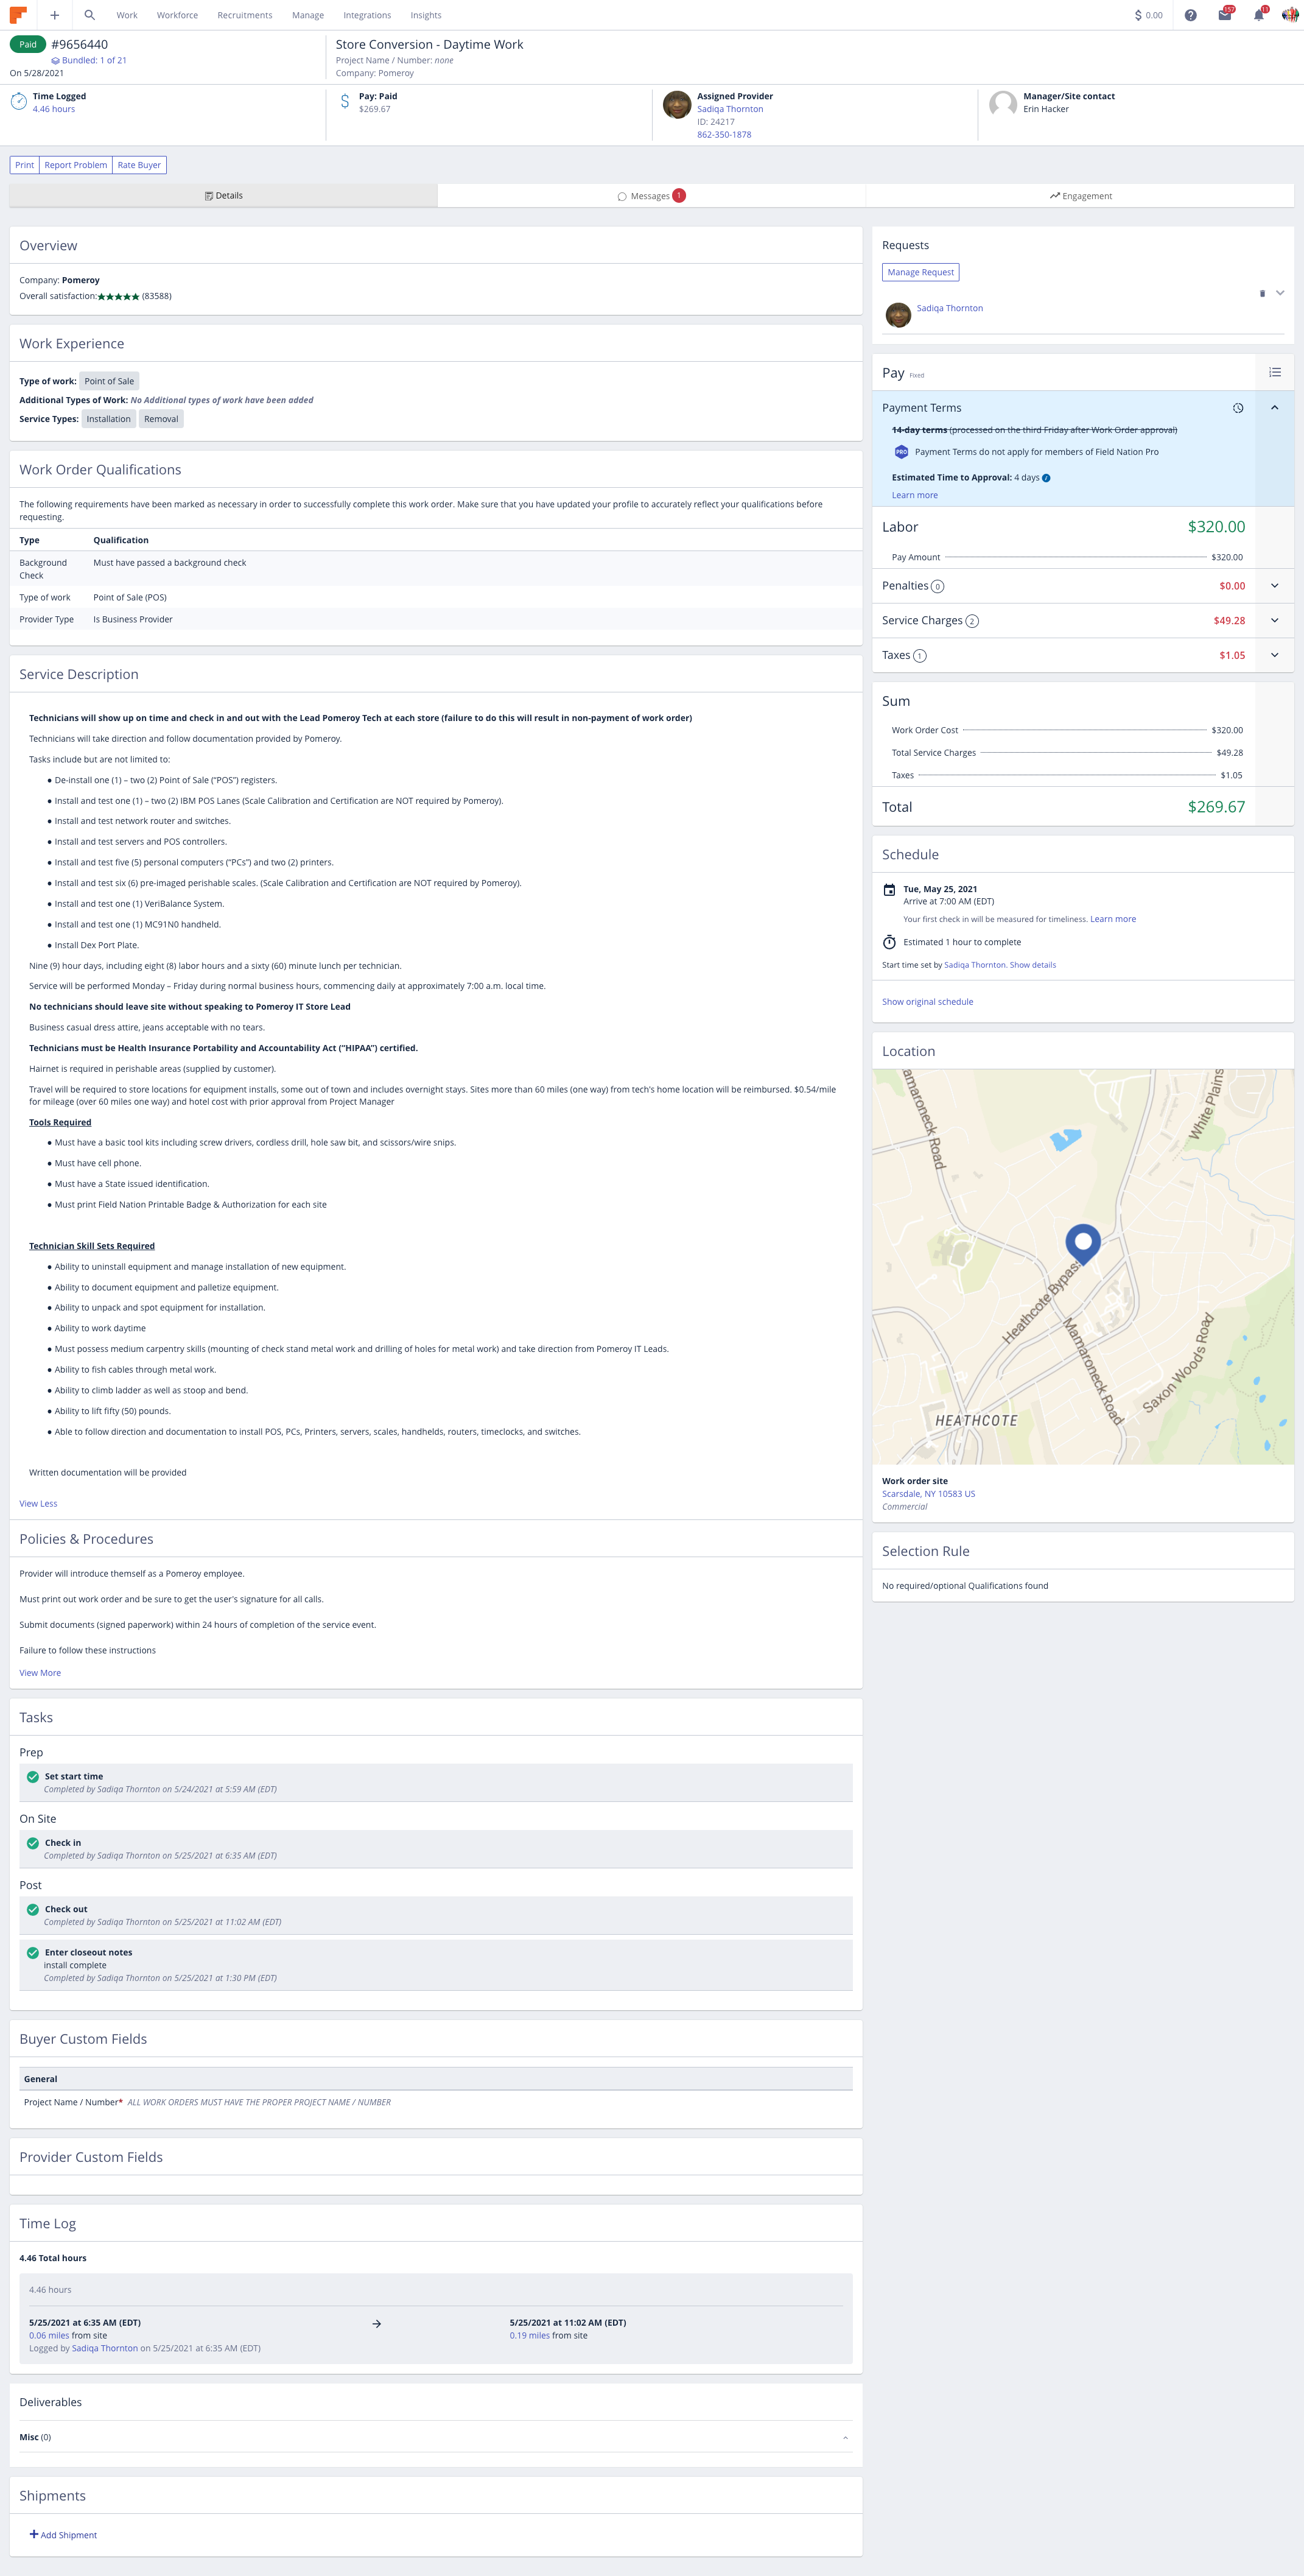 Work Workforce Recruitments Manage Integrations Insights
0.00
157
11
Paid #9656440
Bundled: 1 of 21
On 5/28/2021
Store Conversion - Daytime Work
Project Name / Number: none
Company: Pomeroy
Time Logged
4.46 hours
Pay: Paid
$269.67
Assigned Provider
Sadiqa Thornton
ID: 24217
862-350-1878
Manager/Site contact
Erin Hacker
Print Report Problem Rate Buyer
Details
Messages 1
Engagement
Overview
Company: Pomeroy
Overall satisfaction:★★★★★ (83588)
Work Experience
Type of work: Point of Sale
Additional Types of Work: No Additional types of work have been added
Service Types: Installation Removal
Work Order Qualifications
The following requirements have been marked as necessary in order to successfully complete this work order. Make sure that you have updated your profile to accurately reflect your qualifications before
requesting.
Type Qualification
Background
Check
Must have passed a background check
Type of work Point of Sale (POS)
Provider Type Is Business Provider
Service Description
Technicians will show up on time and check in and out with the Lead Pomeroy Tech at each store (failure to do this will result in non-payment of work order)
Technicians will take direction and follow documentation provided by Pomeroy.
Tasks include but are not limited to:
● De-install one (1) – two (2) Point of Sale (“POS”) registers.
● Install and test one (1) – two (2) IBM POS Lanes (Scale Calibration and Certification are NOT required by Pomeroy).
● Install and test network router and switches.
● Install and test servers and POS controllers.
● Install and test five (5) personal computers (“PCs”) and two (2) printers.
● Install and test six (6) pre-imaged perishable scales. (Scale Calibration and Certification are NOT required by Pomeroy).
● Install and test one (1) VeriBalance System.
● Install and test one (1) MC91N0 handheld.
● Install Dex Port Plate.
Nine (9) hour days, including eight (8) labor hours and a sixty (60) minute lunch per technician.
Service will be performed Monday – Friday during normal business hours, commencing daily at approximately 7:00 a.m. local time.
No technicians should leave site without speaking to Pomeroy IT Store Lead
Business casual dress attire, jeans acceptable with no tears.
Technicians must be Health Insurance Portability and Accountability Act (“HIPAA”) certified.
Hairnet is required in perishable areas (supplied by customer).
Travel will be required to store locations for equipment installs, some out of town and includes overnight stays. Sites more than 60 miles (one way) from tech's home location will be reimbursed. $0.54/mile
for mileage (over 60 miles one way) and hotel cost with prior approval from Project Manager
Tools Required
● Must have a basic tool kits including screw drivers, cordless drill, hole saw bit, and scissors/wire snips.
● Must have cell phone.
● Must have a State issued identification.
● Must print Field Nation Printable Badge & Authorization for each site
Technician Skill Sets Required
● Ability to uninstall equipment and manage installation of new equipment.
● Ability to document equipment and palletize equipment.
● Ability to unpack and spot equipment for installation.
● Ability to work daytime
● Must possess medium carpentry skills (mounting of check stand metal work and drilling of holes for metal work) and take direction from Pomeroy IT Leads.
● Ability to fish cables through metal work.
● Ability to climb ladder as well as stoop and bend.
● Ability to lift fifty (50) pounds.
● Able to follow direction and documentation to install POS, PCs, Printers, servers, scales, handhelds, routers, timeclocks, and switches.
Written documentation will be provided
View Less
Policies & Procedures
Provider will introduce themself as a Pomeroy employee.
Must print out work order and be sure to get the user's signature for all calls.
Submit documents (signed paperwork) within 24 hours of completion of the service event.
Failure to follow these instructions
View More
Tasks
Prep
Set start time
Completed by Sadiqa Thornton on 5/24/2021 at 5:59 AM (EDT)
On Site
Check in
Completed by Sadiqa Thornton on 5/25/2021 at 6:35 AM (EDT)
Post
Check out
Completed by Sadiqa Thornton on 5/25/2021 at 11:02 AM (EDT)
Enter closeout notes
install complete
Completed by Sadiqa Thornton on 5/25/2021 at 1:30 PM (EDT)
Buyer Custom Fields
General
Project Name / Number* ALL WORK ORDERS MUST HAVE THE PROPER PROJECT NAME / NUMBER
Provider Custom Fields
Time Log
4.46 Total hours
4.46 hours
5/25/2021 at 6:35 AM (EDT)
0.06 miles from site
Logged by Sadiqa Thornton on 5/25/2021 at 6:35 AM (EDT)
5/25/2021 at 11:02 AM (EDT)
0.19 miles from site
Deliverables
Misc (0)
Shipments
Add Shipment
Requests
Manage Request
Sadiqa Thornton
Pay Fixed
Payment Terms
14-day terms (processed on the third Friday after Work Order approval)
PRO Payment Terms do not apply for members of Field Nation Pro
Estimated Time to Approval: 4 days
Learn more
Labor $320.00
Pay Amount $320.00
Penalties 0 $0.00
Service Charges 2 $49.28
Taxes 1 $1.05
Sum
Work Order Cost $320.00
Total Service Charges $49.28
Taxes $1.05
Total $269.67
Schedule
Tue, May 25, 2021
Arrive at 7:00 AM (EDT)
Your first check in will be measured for timeliness. Learn more
Estimated 1 hour to complete
Start time set by Sadiqa Thornton. Show details
Show original schedule
Location
amaroneck Road
White Plains
Heathcote Bypass
Mamaroneck Road
Saxon Woods Road
HEATHCOTE
Work order site
Scarsdale, NY 10583 US
Commercial
Selection Rule
No required/optional Qualifications found